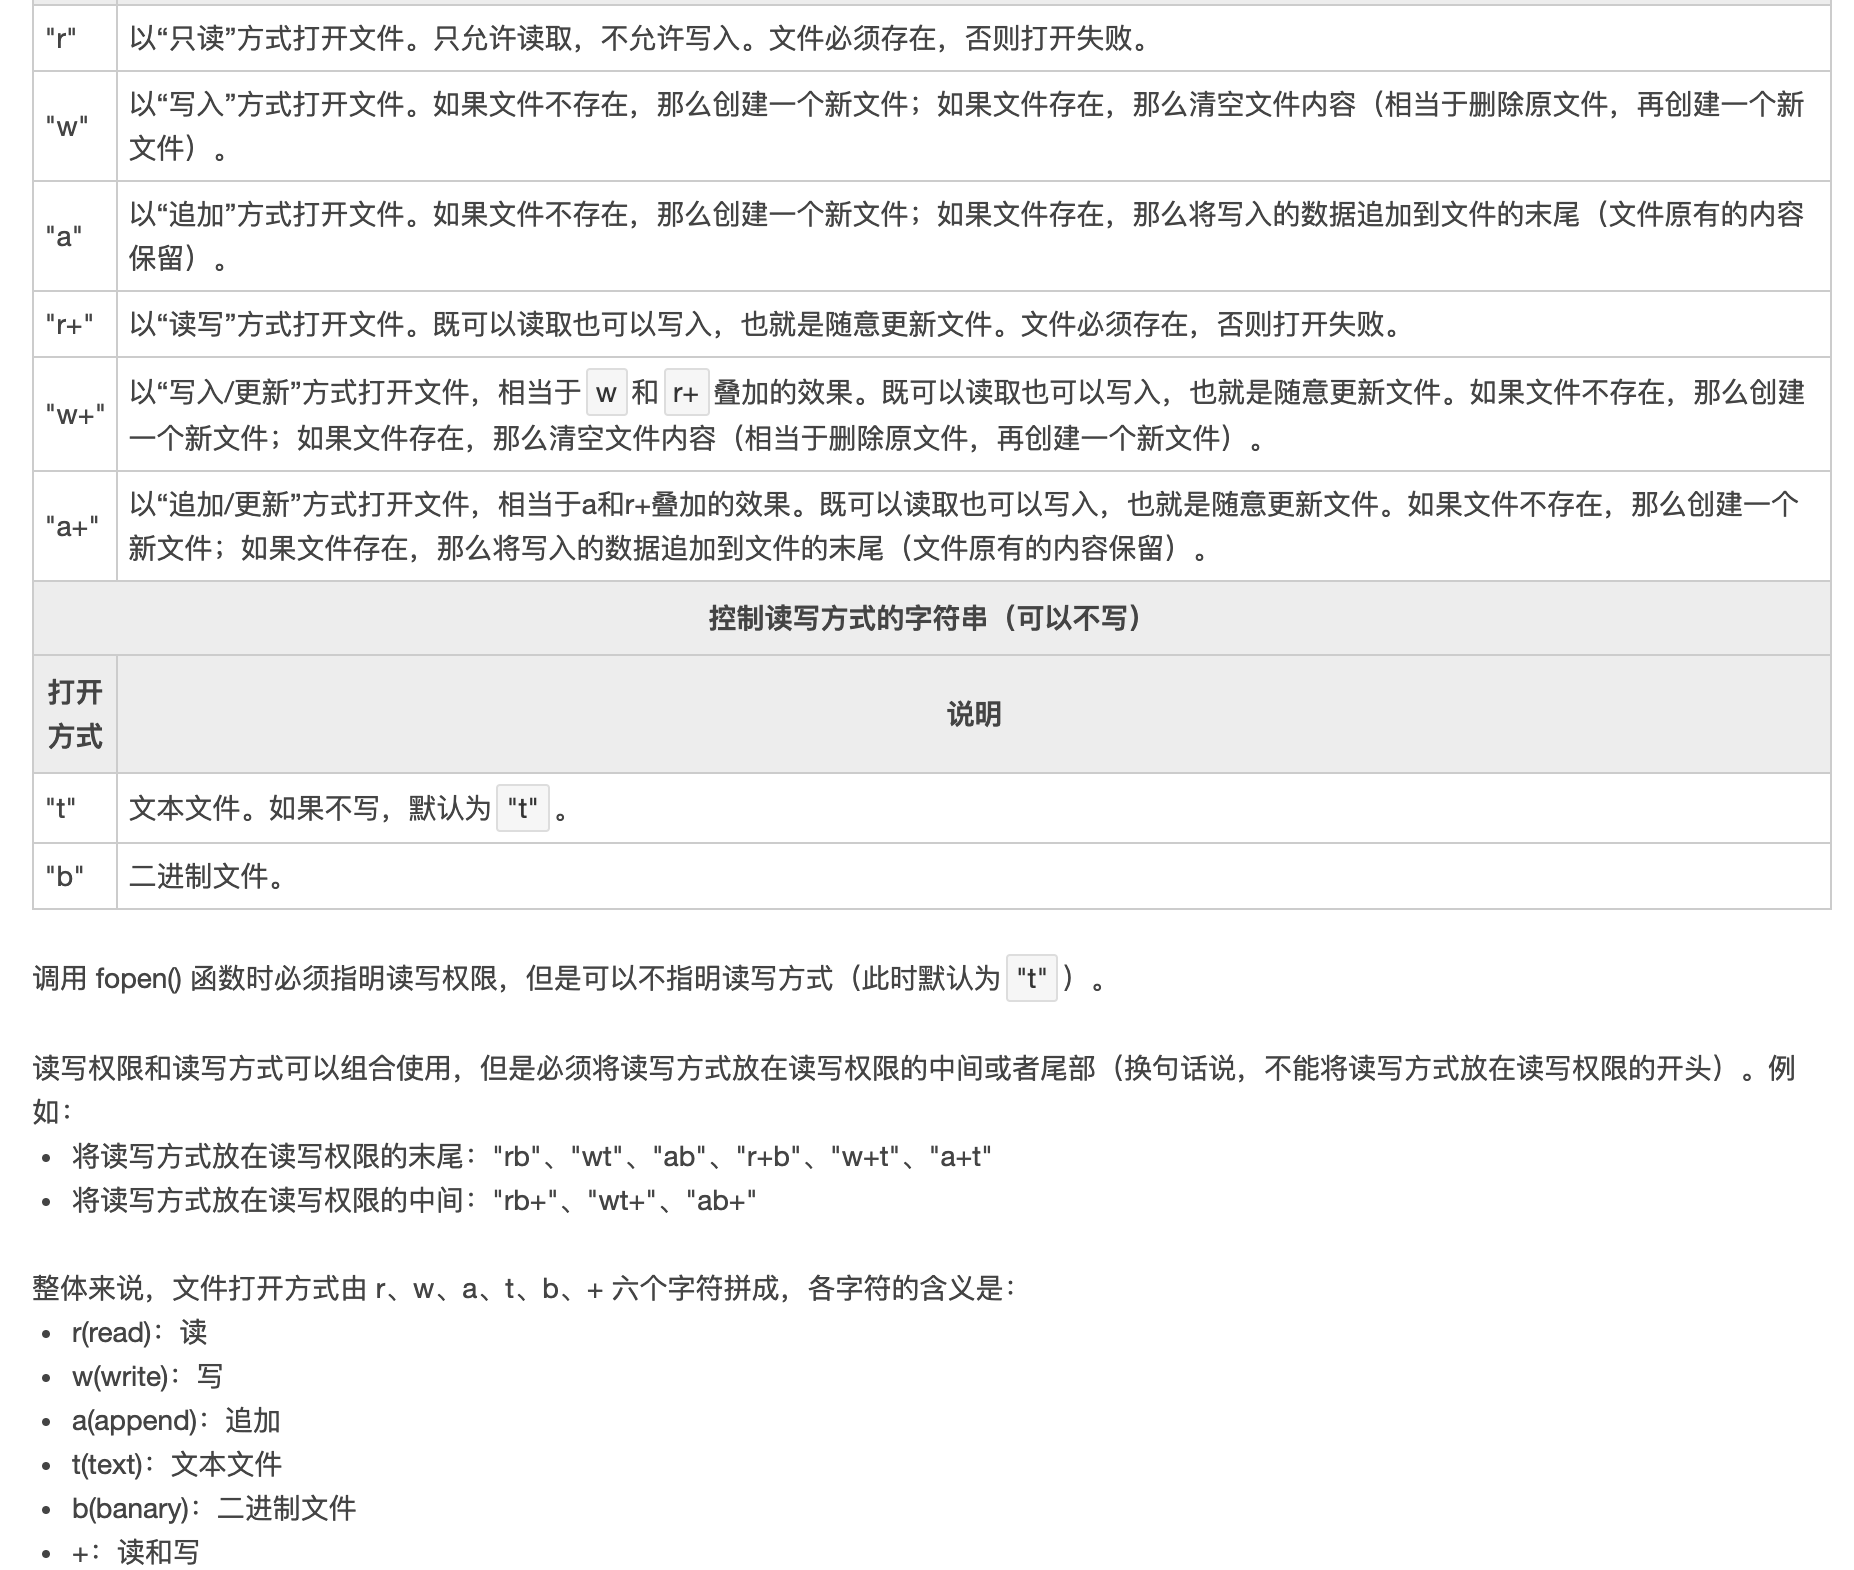 "r"
以“只读”方式打开文件。只允许读取，不允许写入。文件必须存在，否则打开失败。
"w"
以“写入”方式打开文件。如果文件不存在，那么创建一个新文件；如果文件存在，那么清空文件内容（相当于删除原文件，再创建一个新
文件）。
"a"
以“追加”方式打开文件。如果文件不存在，那么创建一个新文件；如果文件存在，那么将写入的数据追加到文件的末尾（文件原有的内容
保留）。
"r+"
以“读写”方式打开文件。既可以读取也可以写入，也就是随意更新文件。文件必须存在，否则打开失败。
"w+"
以“写入/更新”方式打开文件，相当于 w 和 r+ 叠加的效果。既可以读取也可以写入，也就是随意更新文件。如果文件不存在，那么创建
一个新文件；如果文件存在，那么清空文件内容（相当于删除原文件，再创建一个新文件）。
"a+"
以“追加/更新”方式打开文件，相当于a和r+叠加的效果。既可以读取也可以写入，也就是随意更新文件。如果文件不存在，那么创建一个
新文件；如果文件存在，那么将写入的数据追加到文件的末尾（文件原有的内容保留）。
控制读写方式的字符串（可以不写）
打开
方式
说明
"t"
文本文件。如果不写，默认为 "t" 。
"b"
二进制文件。
调用 fopen() 函数时必须指明读写权限，但是可以不指明读写方式（此时默认为 "t" ）。
读写权限和读写方式可以组合使用，但是必须将读写方式放在读写权限的中间或者尾部（换句话说，不能将读写方式放在读写权限的开头）。例
如：
• 将读写方式放在读写权限的末尾："rb"、"wt"、"ab"、"r+b"、"w+t"、"a+t"
• 将读写方式放在读写权限的中间："rb+"、"wt+"、"ab+"
整体来说，文件打开方式由 r、w、a、t、b、+ 六个字符拼成，各字符的含义是：
• r(read)：读
• w(write)：写
• a(append)：追加
• t(text)：文本文件
• b(banary)：二进制文件
• +：读和写